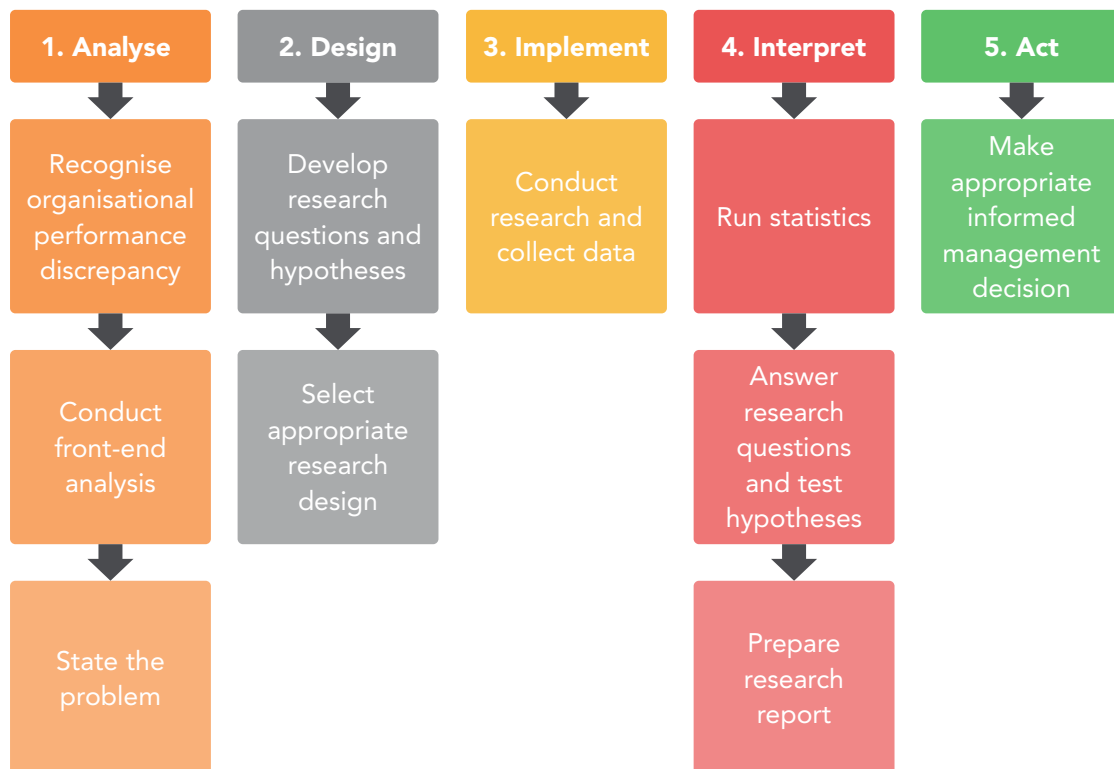 1. Analyse
Recognise
organisational
performance
discrepancy
Conduct
front-end
analysis
State the
problem
2. Design
Develop
research
questions and
hypotheses
Select
appropriate
research
design
3. Implement
Conduct
research and
collect data
4. Interpret
Run statistics
Answer
research
questions
and test
hypotheses
Prepare
research
report
5. Act
Make
appropriate
informed
management
decision